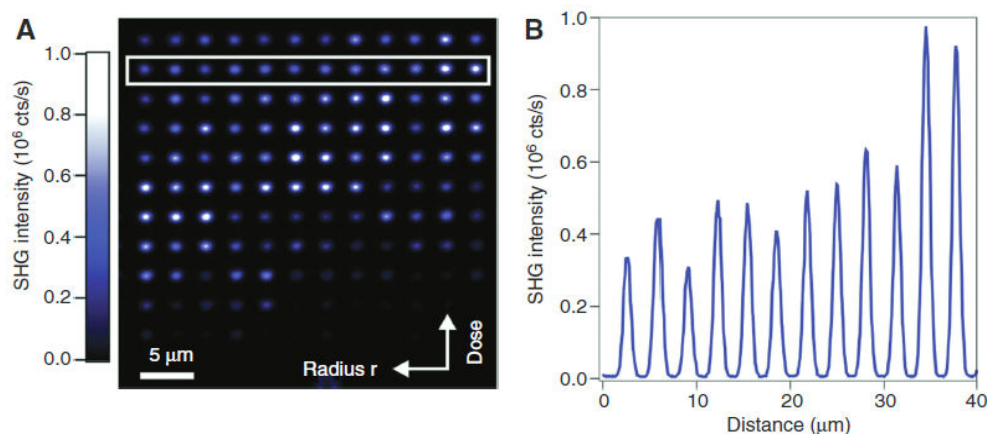 A
SHG intensity (10⁶ cts/s)
1.0
0.8
0.6
0.4
0.2
0.0
5 μm
Radius r
Dose
B
SHG intensity (10⁶ cts/s)
1.0
0.8
0.6
0.4
0.2
0.0
0 10 20 30 40
Distance (μm)